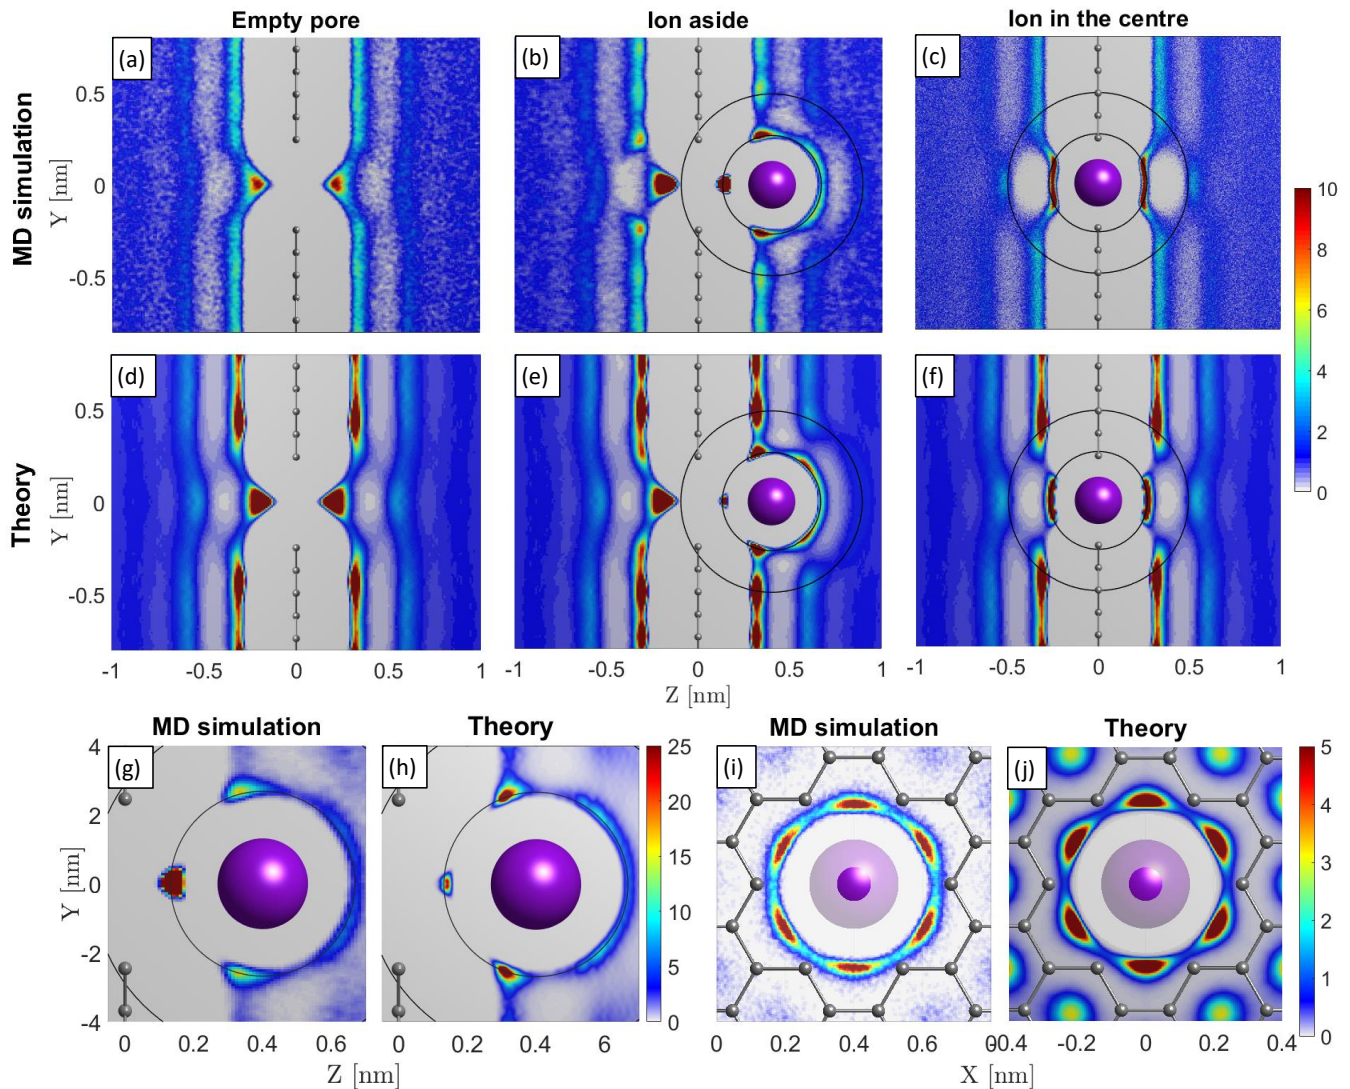 Empty pore Ion aside Ion in the centre
MD simulation
(a) (b) (c)
Y [nm]
0.5
0
-0.5
10
8
6
4
2
0
Theory
(d) (e) (f)
Y [nm]
0.5
0
-0.5
-1 -0.5 0 0.5 1 -0.5 0 0.5 1 -0.5 0 0.5 1
Z [nm]
MD simulation Theory MD simulation Theory
(g) (h) (i) (j)
Y [nm]
4
2
0
-2
-4
25
20
15
10
5
0
5
4
3
2
1
0
0 0.2 0.4 0.6 0 0.2 0.4 6 0 0.2 0.4 0.6 0-0.4 -0.2 0 0.2 0.4
Z [nm] X [nm]